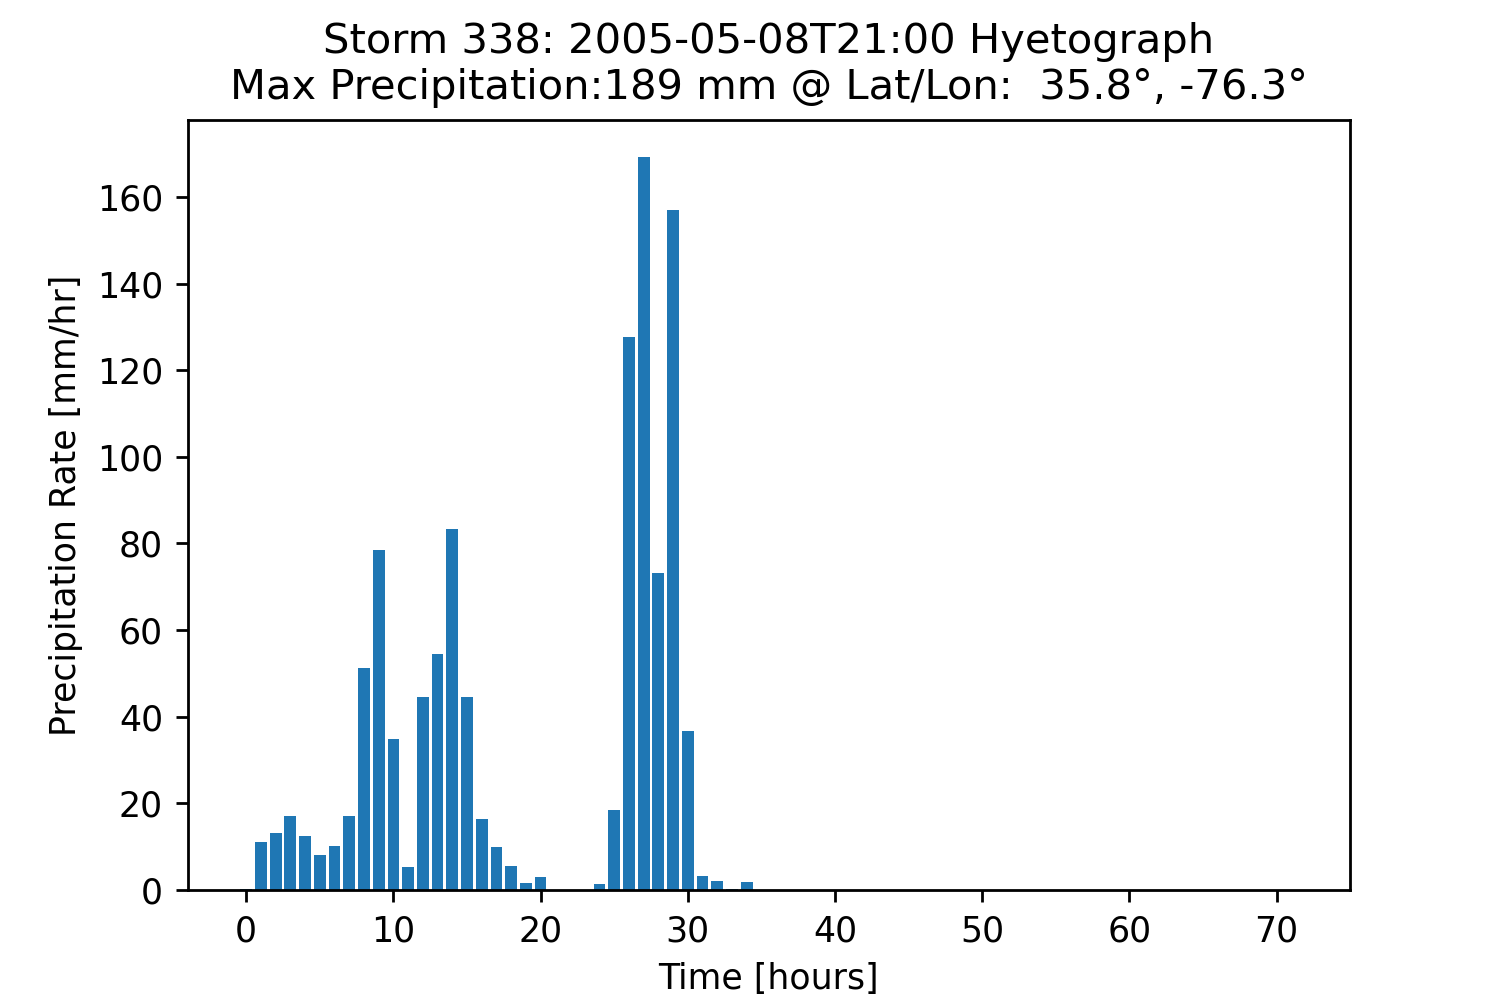 Storm 338: 2005-05-08T21:00 Hyetograph
Max Precipitation:189 mm @ Lat/Lon:  35.8°, -76.3°
Precipitation Rate [mm/hr]
160
140
120
100
80
60
40
20
0
0 10 20 30 40 50 60 70
Time [hours]